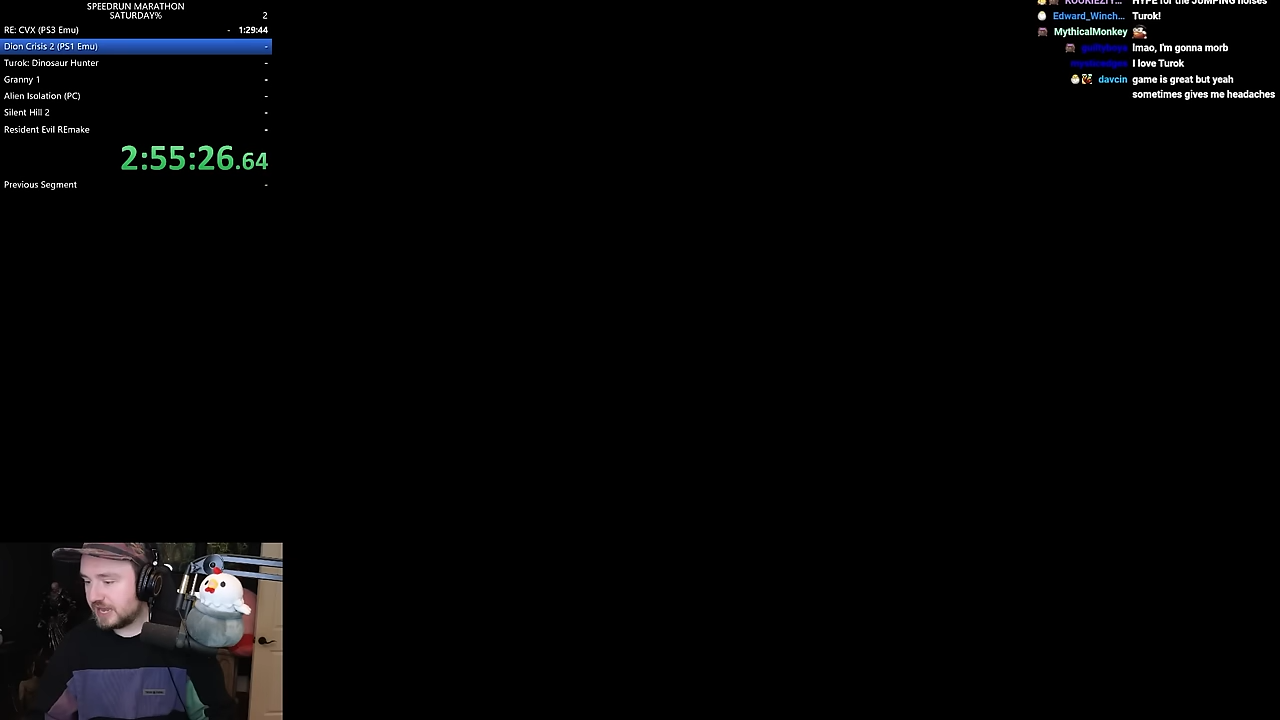 SPEEDRUN MARATHON
SATURDAY%
2
RE: CVX (PS3 Emu) - 1:29:44
Dion Crisis 2 (PS1 Emu) -
Turok: Dinosaur Hunter -
Granny 1 -
Alien Isolation (PC) -
Silent Hill 2 -
Resident Evil REmake -
2:55:26.64
Previous Segment -
HYPE for the JUMPING noises
Edward_Winch... Turok!
MythicalMonkey
lmao, I'm gonna morb
I love Turok
davcin game is great but yeah
sometimes gives me headaches